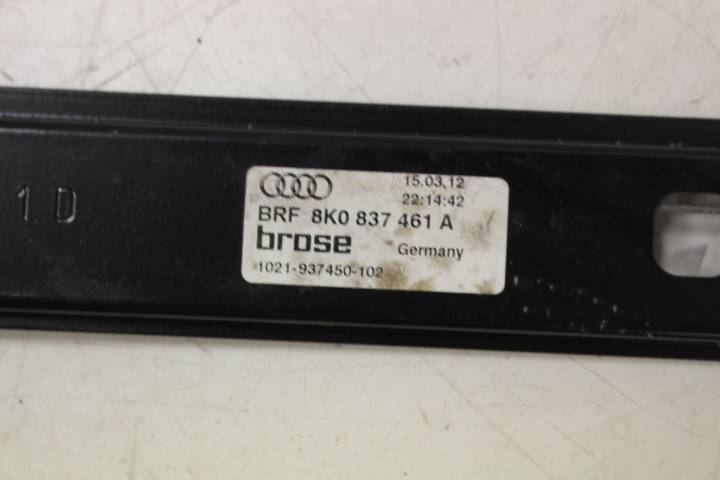 1 D
15.03.12
22:14:42
BRF 8K0 837 461 A
brose Germany
1021-937450-102